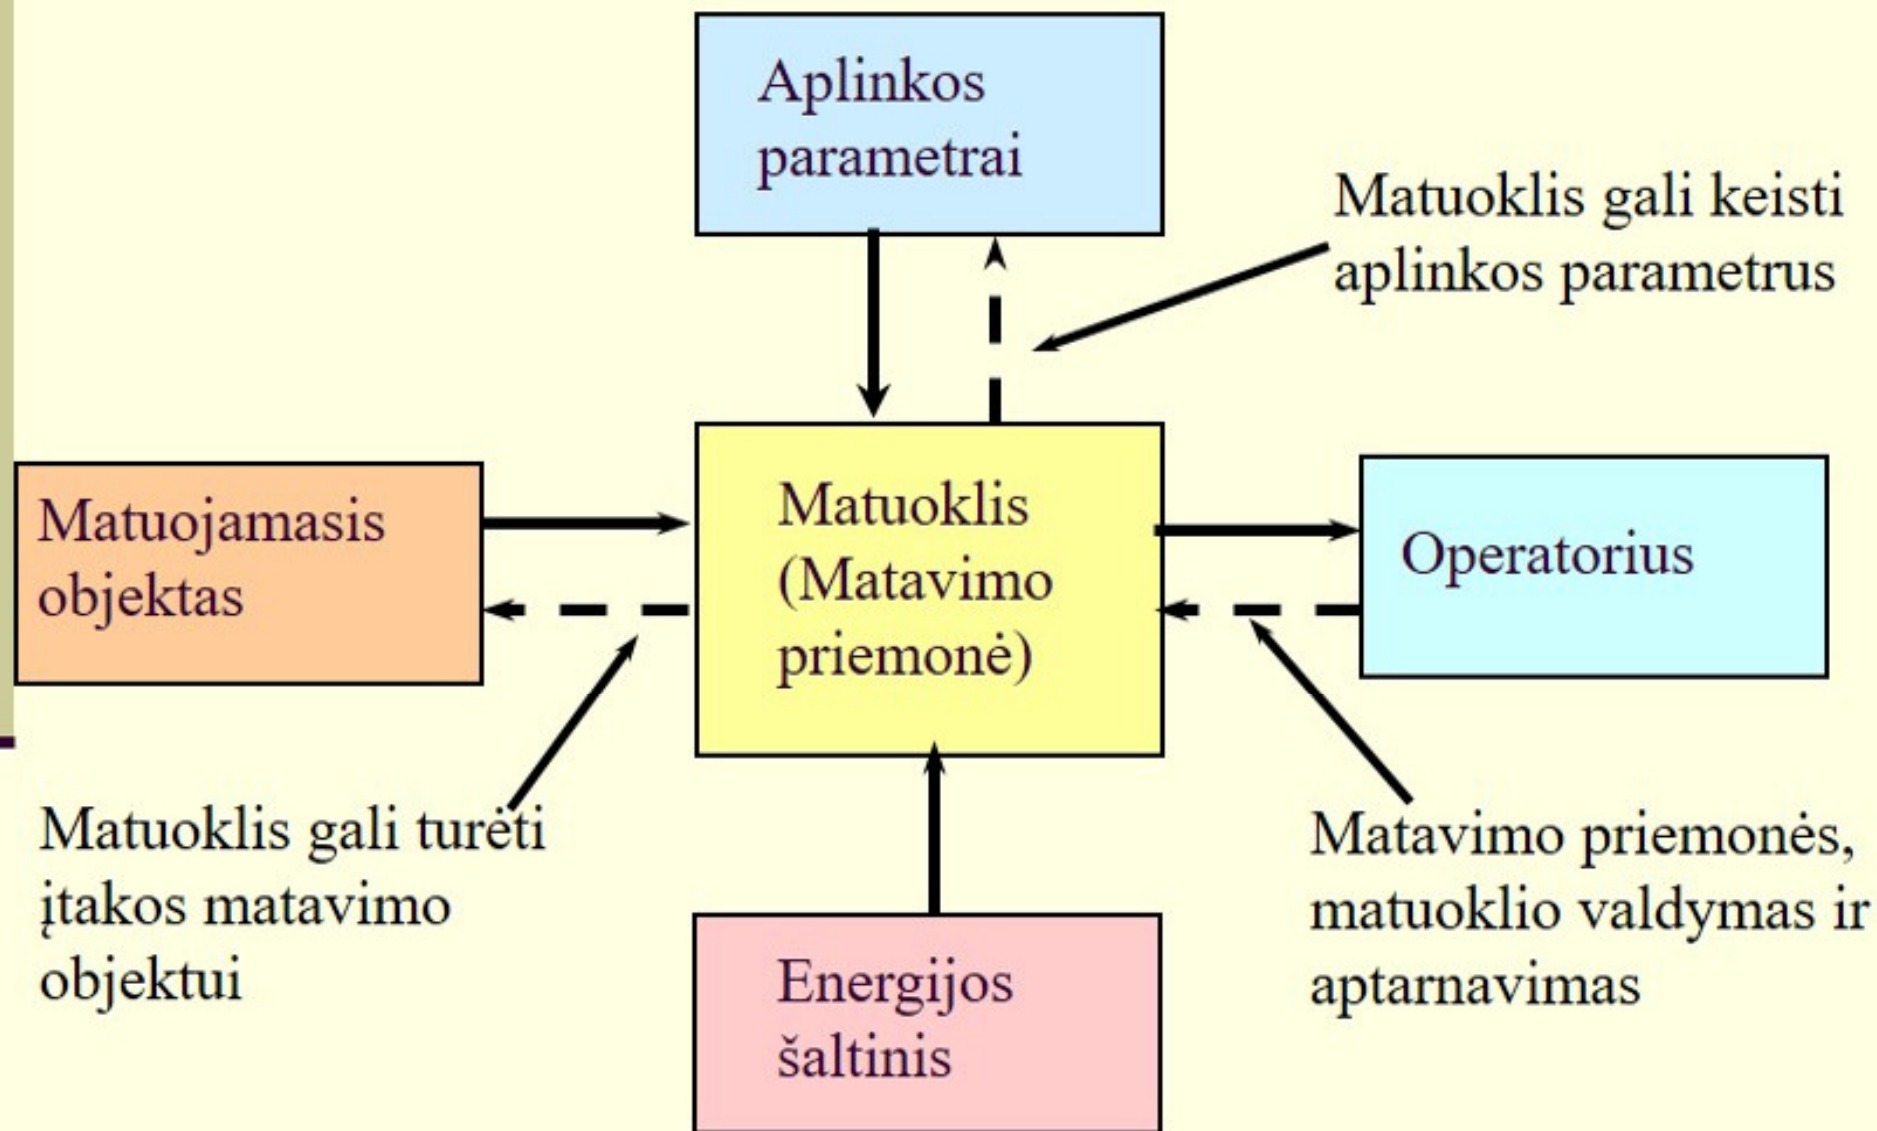 Aplinkos
parametrai
Matuoklis gali keisti
aplinkos parametrus
Matuojamasis
objektas
Matuoklis
(Matavimo
priemonė)
Operatorius
Matuoklis gali turėti
įtakos matavimo
objektui
Matavimo priemonės,
matuoklio valdymas ir
aptarnavimas
Energijos
šaltinis